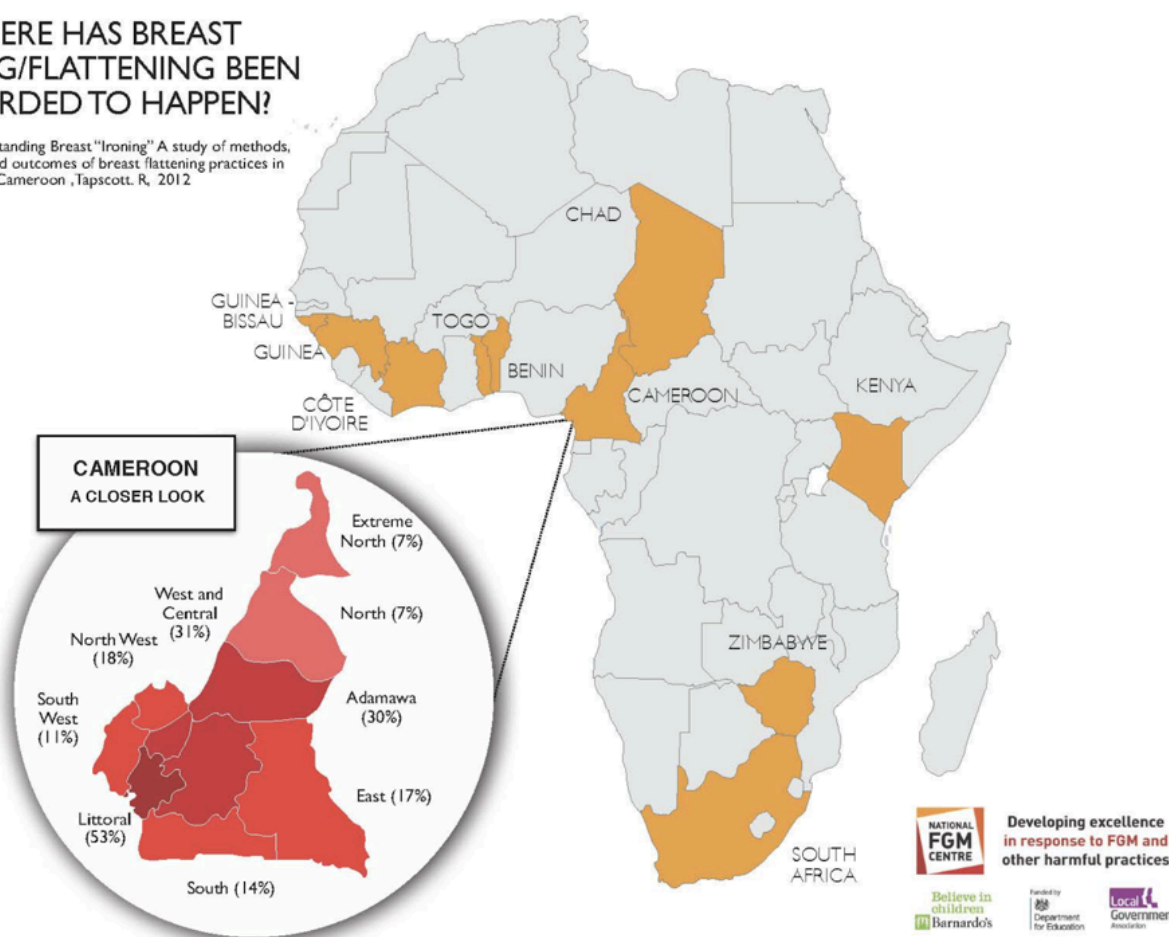 ERE HAS BREAST
G/FLATTENING BEEN
RDED TO HAPPEN?
tanding Breast "Ironing" A study of methods,
d outcomes of breast flattening practices in
Cameroon ,Tapscott. R, 2012
CHAD
GUINEA -
BISSAU
TOGO
GUINEA
BENIN
CAMEROON
KENYA
CÔTE
D'IVOIRE
ZIMBABWE
SOUTH
AFRICA
CAMEROON
A CLOSER LOOK
Extreme
North (7%)
West and
Central
(31%)
North (7%)
North West
(18%)
South
West
(11%)
Adamawa
(30%)
East (17%)
Littoral
(53%)
South (14%)
NATIONAL
FGM
CENTRE
Developing excellence
in response to FGM and
other harmful practices
Believe in
children
Barnardo's
Funded by
Department
for Education
Local
Governmen
Association